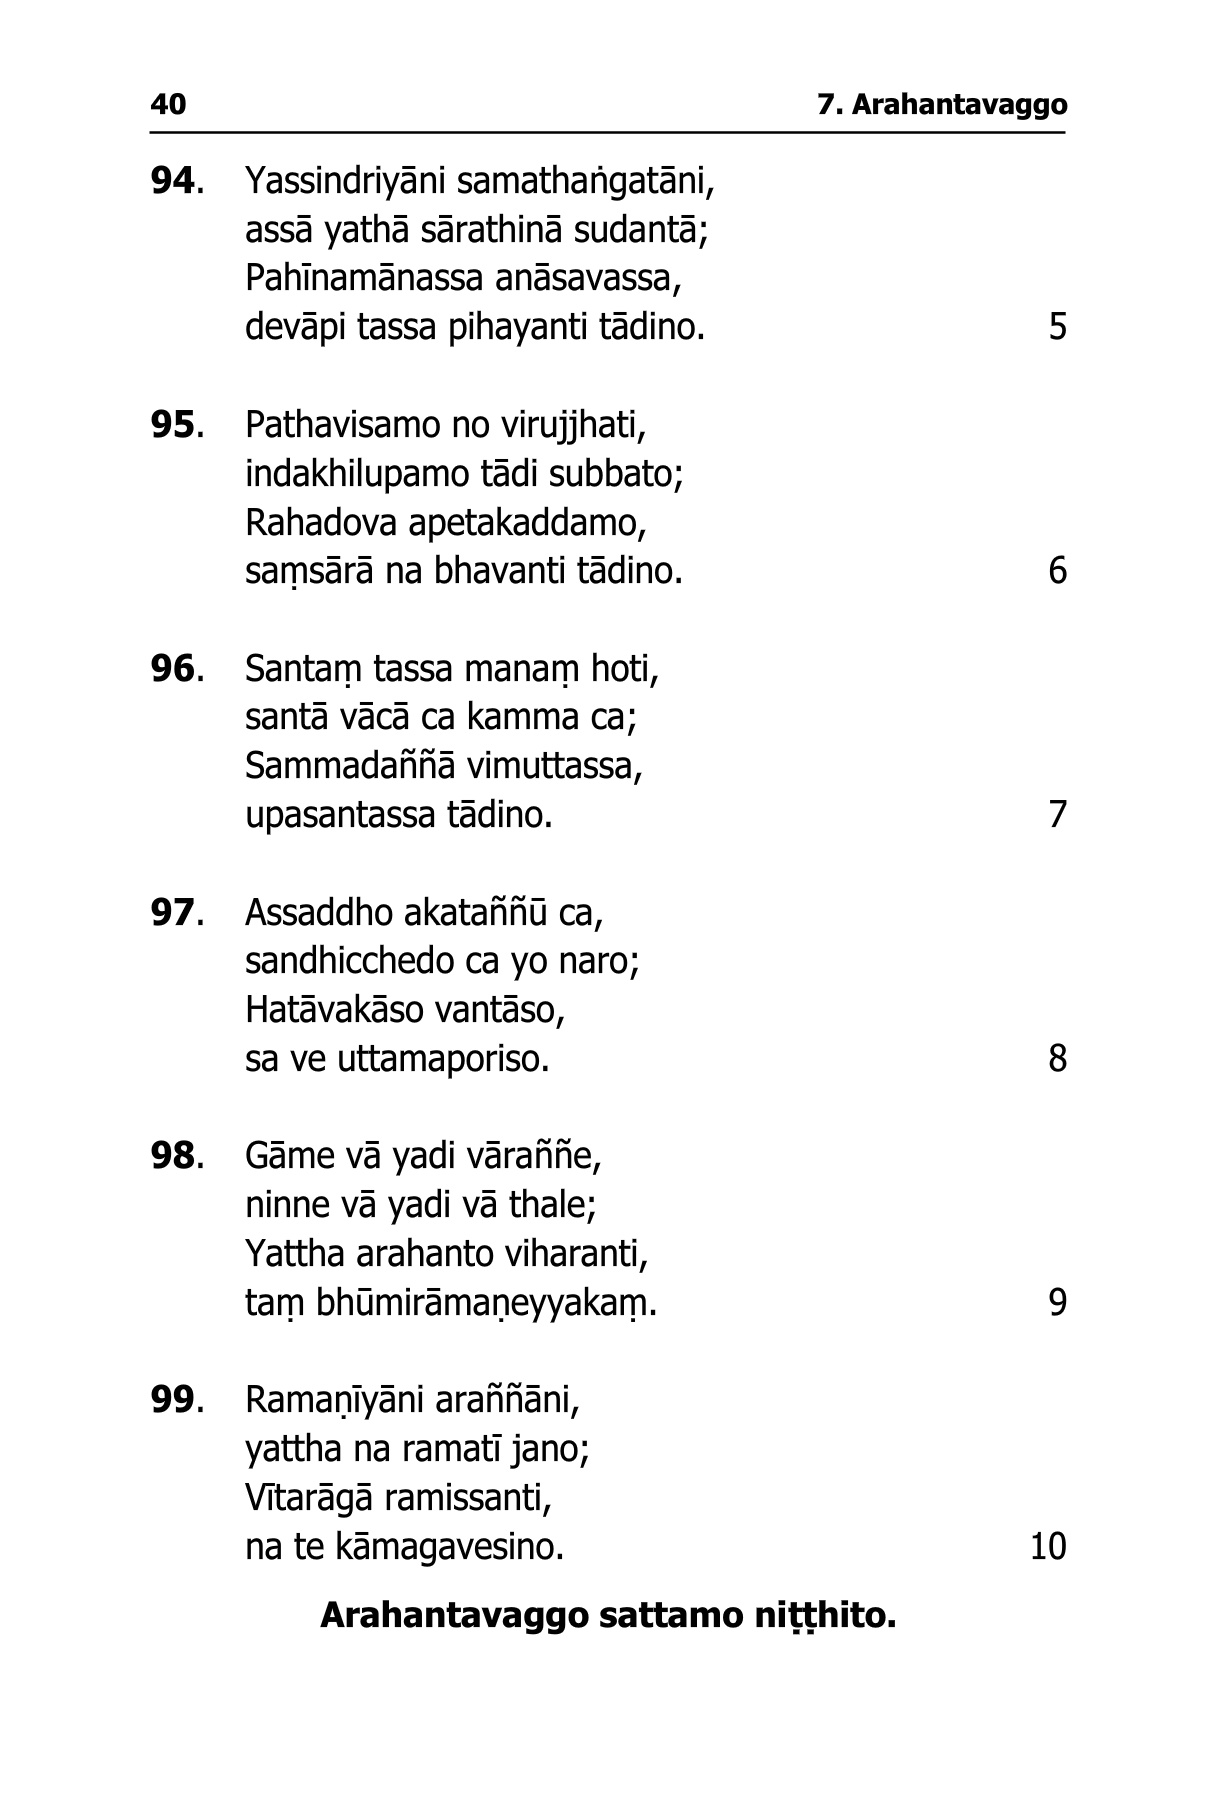 40 7. Arahantavaggo
94. Yassindriyāni samathaṅgatāni,
assā yathā sārathinā sudantā;
Pahīnamānassa anāsavassa,
devāpi tassa pihayanti tādino. 5
95. Pathavisamo no virujjhati,
indakhilupamo tādi subbato;
Rahadova apetakaddamo,
saṃsārā na bhavanti tādino. 6
96. Santaṃ tassa manaṃ hoti,
santā vācā ca kamma ca;
Sammadaññā vimuttassa,
upasantassa tādino. 7
97. Assaddho akataññū ca,
sandhicchedo ca yo naro;
Hatāvakāso vantāso,
sa ve uttamaporiso. 8
98. Gāme vā yadi vāraññe,
ninne vā yadi vā thale;
Yattha arahanto viharanti,
taṃ bhūmirāmaṇeyyakaṃ. 9
99. Ramaṇīyāni araññāni,
yattha na ramatī jano;
Vītarāgā ramissanti,
na te kāmagavesino. 10
Arahantavaggo sattamo niṭṭhito.